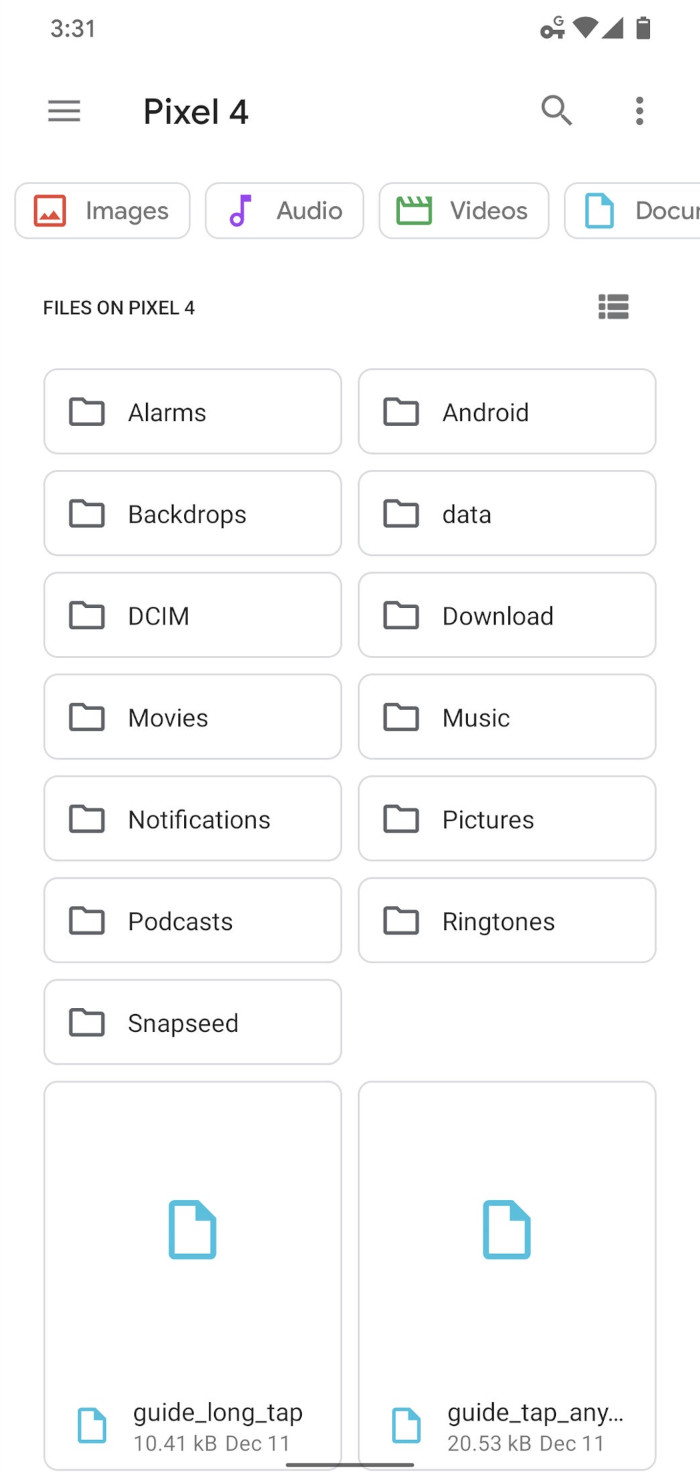 3:31
G
Pixel 4
Images
Audio
Videos
Docur
FILES ON PIXEL 4
Alarms
Android
Backdrops
data
DCIM
Download
Movies
Music
Notifications
Pictures
Podcasts
Ringtones
Snapseed
guide_long_tap
10.41 kB Dec 11
guide_tap_any...
20.53 kB Dec 11